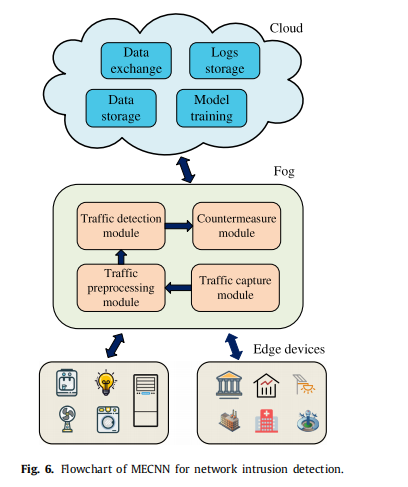 Cloud
Data
exchange
Logs
storage
Data
storage
Model
training
Fog
Traffic detection
module
Countermeasure
module
Traffic
preprocessing
module
Traffic capture
module
Edge devices
Fig. 6. Flowchart of MECNN for network intrusion detection.